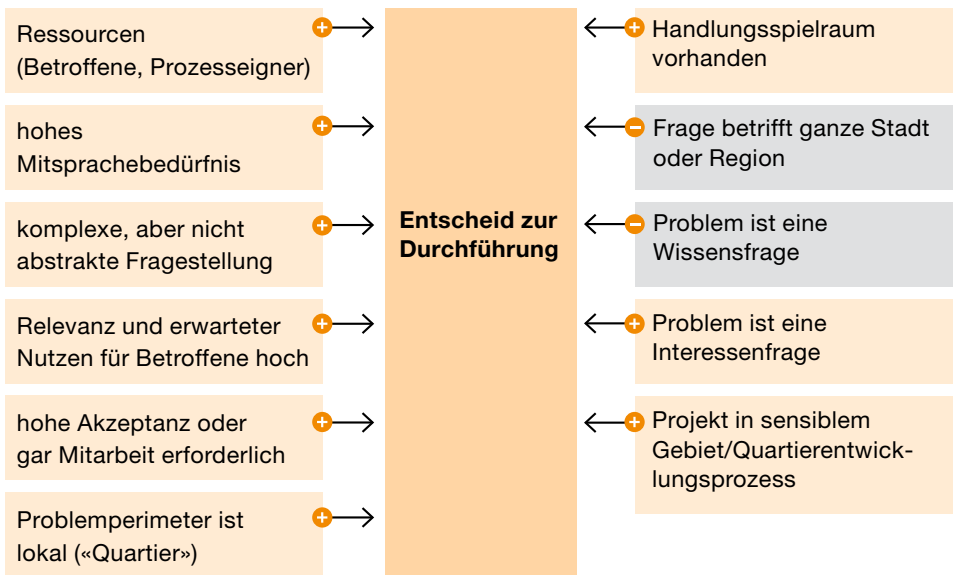 Ressourcen
(Betroffene, Prozesseigner)
hohes
Mitsprachebedürfnis
komplexe, aber nicht
abstrakte Fragestellung
Relevanz und erwarteter
Nutzen für Betroffene hoch
hohe Akzeptanz oder
gar Mitarbeit erforderlich
Problemperimeter ist
lokal («Quartier»)
Entscheid zur
Durchführung
Handlungsspielraum
vorhanden
Frage betrifft ganze Stadt
oder Region
Problem ist eine
Wissensfrage
Problem ist eine
Interessenfrage
Projekt in sensiblem
Gebiet/Quartierentwick-
lungsprozess